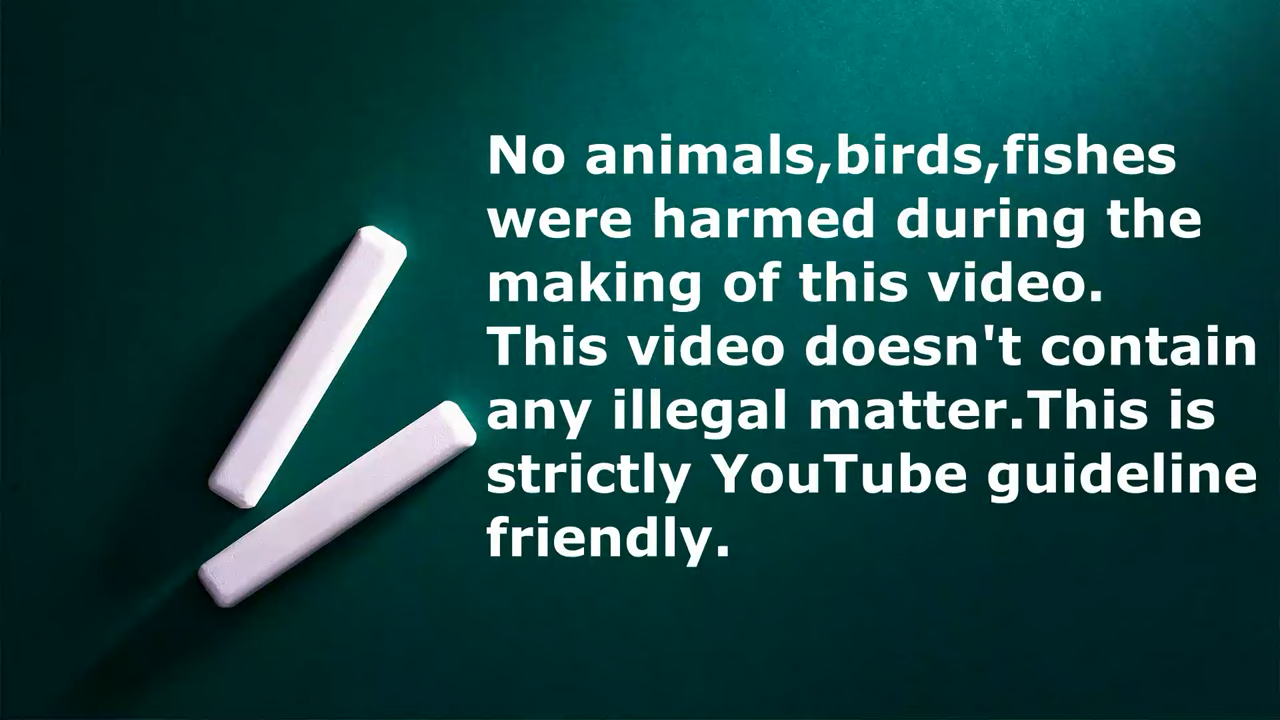 No animals,birds,fishes
were harmed during the
making of this video.
This video doesn't contain
any illegal matter.This is
strictly YouTube guideline
friendly.